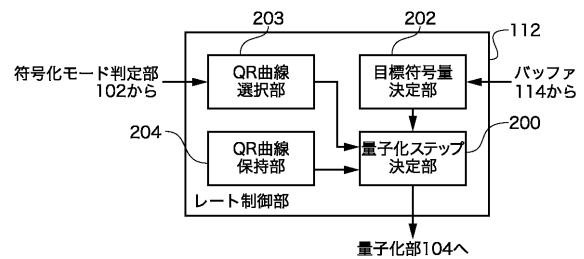 203
202
112
符号化モード判定部
102から
QR曲線
選択部
目標符号量
決定部
バッファ
114から
204
200
QR曲線
保持部
量子化ステップ
決定部
レート制御部
量子化部104へ